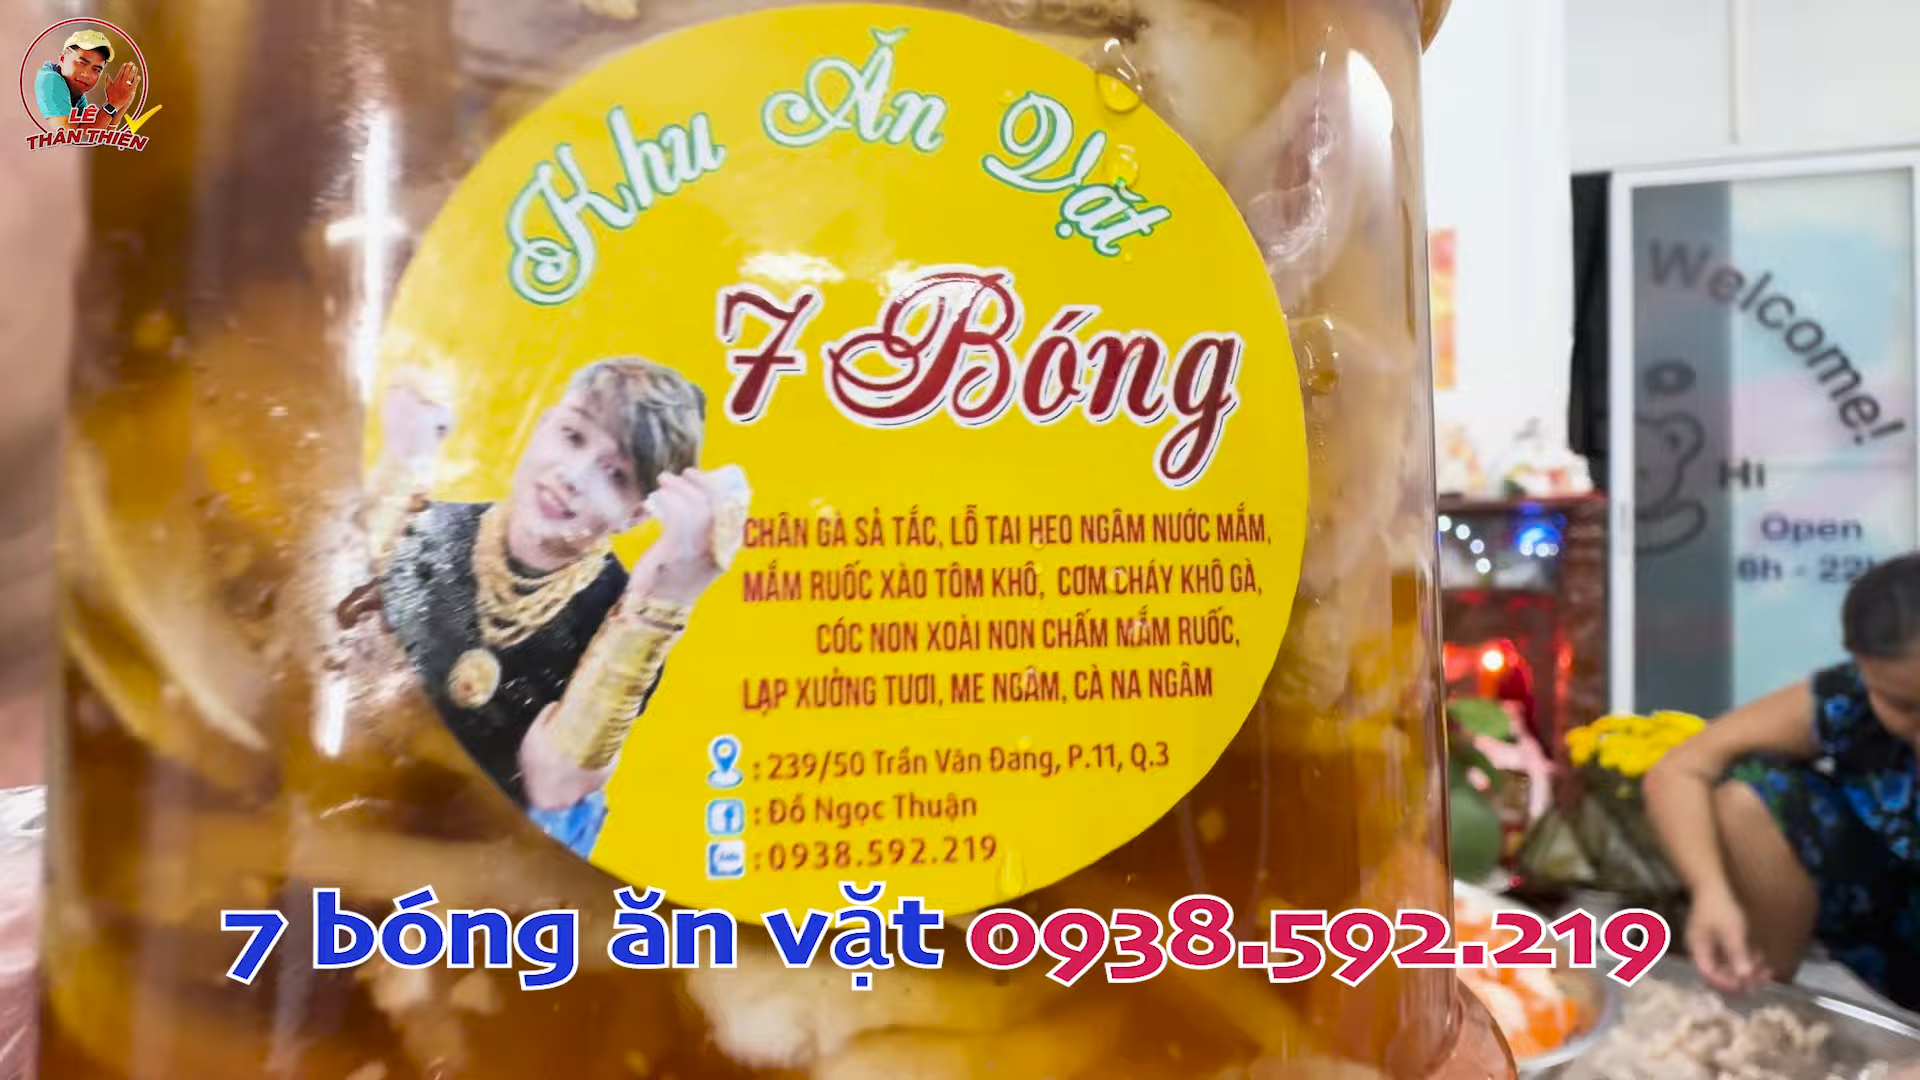 LÊ
THÂN THIỆN
Khu Ăn Vặt
7 Bóng
CHÂN GÀ SẢ TẮC, LỖ TAI HEO NGÂM NƯỚC MẮM,
MẮM RUỐC XÀO TÔM KHÔ, CƠM CHÁY KHÔ GÀ,
CÓC NON XOÀI NON CHẤM MẮM RUỐC,
LẠP XƯỞNG TƯƠI, ME NGÂM, CÀ NA NGÂM
: 239/50 Trần Văn Đang, P.11, Q.3
: Đỗ Ngọc Thuận
: 0938.592.219
7 bóng ăn vặt 0938.592.219
Welcome!
Hi
Open
8h - 22h